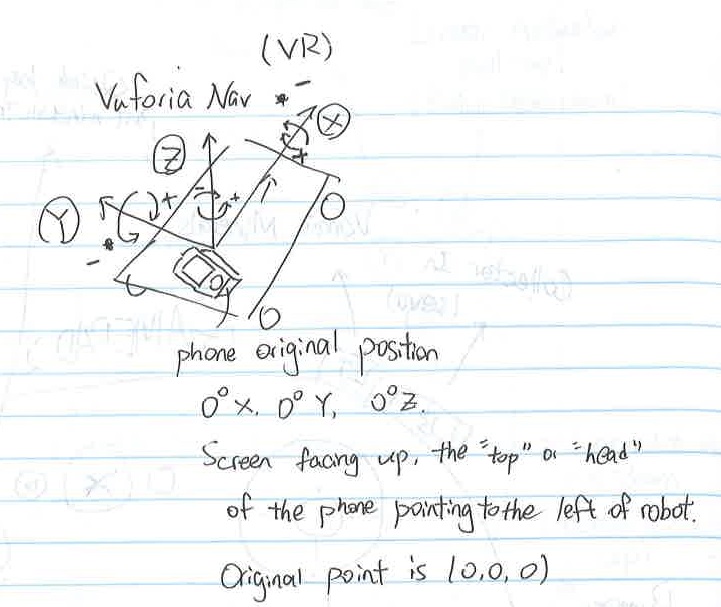 (VR)
Vuforia Nav
X
Z
Y
phone original position
0° X, 0° Y, 0° Z.
Screen facing up, the "top" or "head"
of the phone pointing to the left of robot.
Original point is (0,0,0)